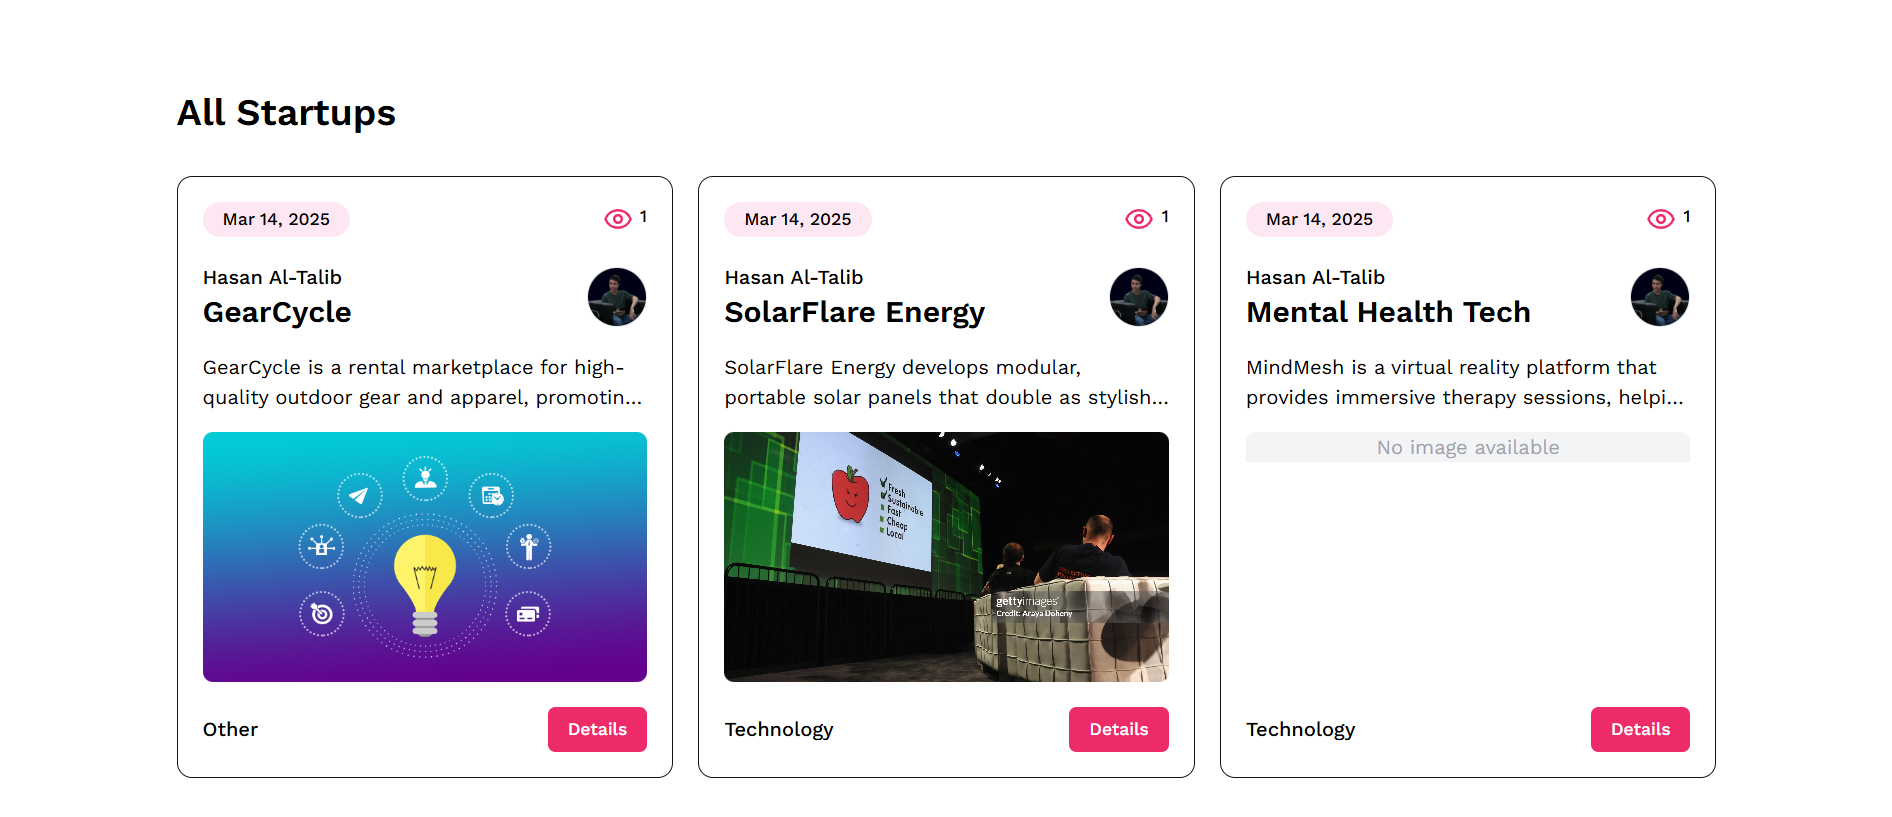 All Startups
Mar 14, 2025
1
Hasan Al-Talib
GearCycle
GearCycle is a rental marketplace for high-
quality outdoor gear and apparel, promotin...
Other
Details
Mar 14, 2025
1
Hasan Al-Talib
SolarFlare Energy
SolarFlare Energy develops modular,
portable solar panels that double as stylish...
Fresh
Sustainable
Fast
Cheap
Local
gettyimages
Credit: Araya Doheny
Technology
Details
Mar 14, 2025
1
Hasan Al-Talib
Mental Health Tech
MindMesh is a virtual reality platform that
provides immersive therapy sessions, helpi...
No image available
Technology
Details